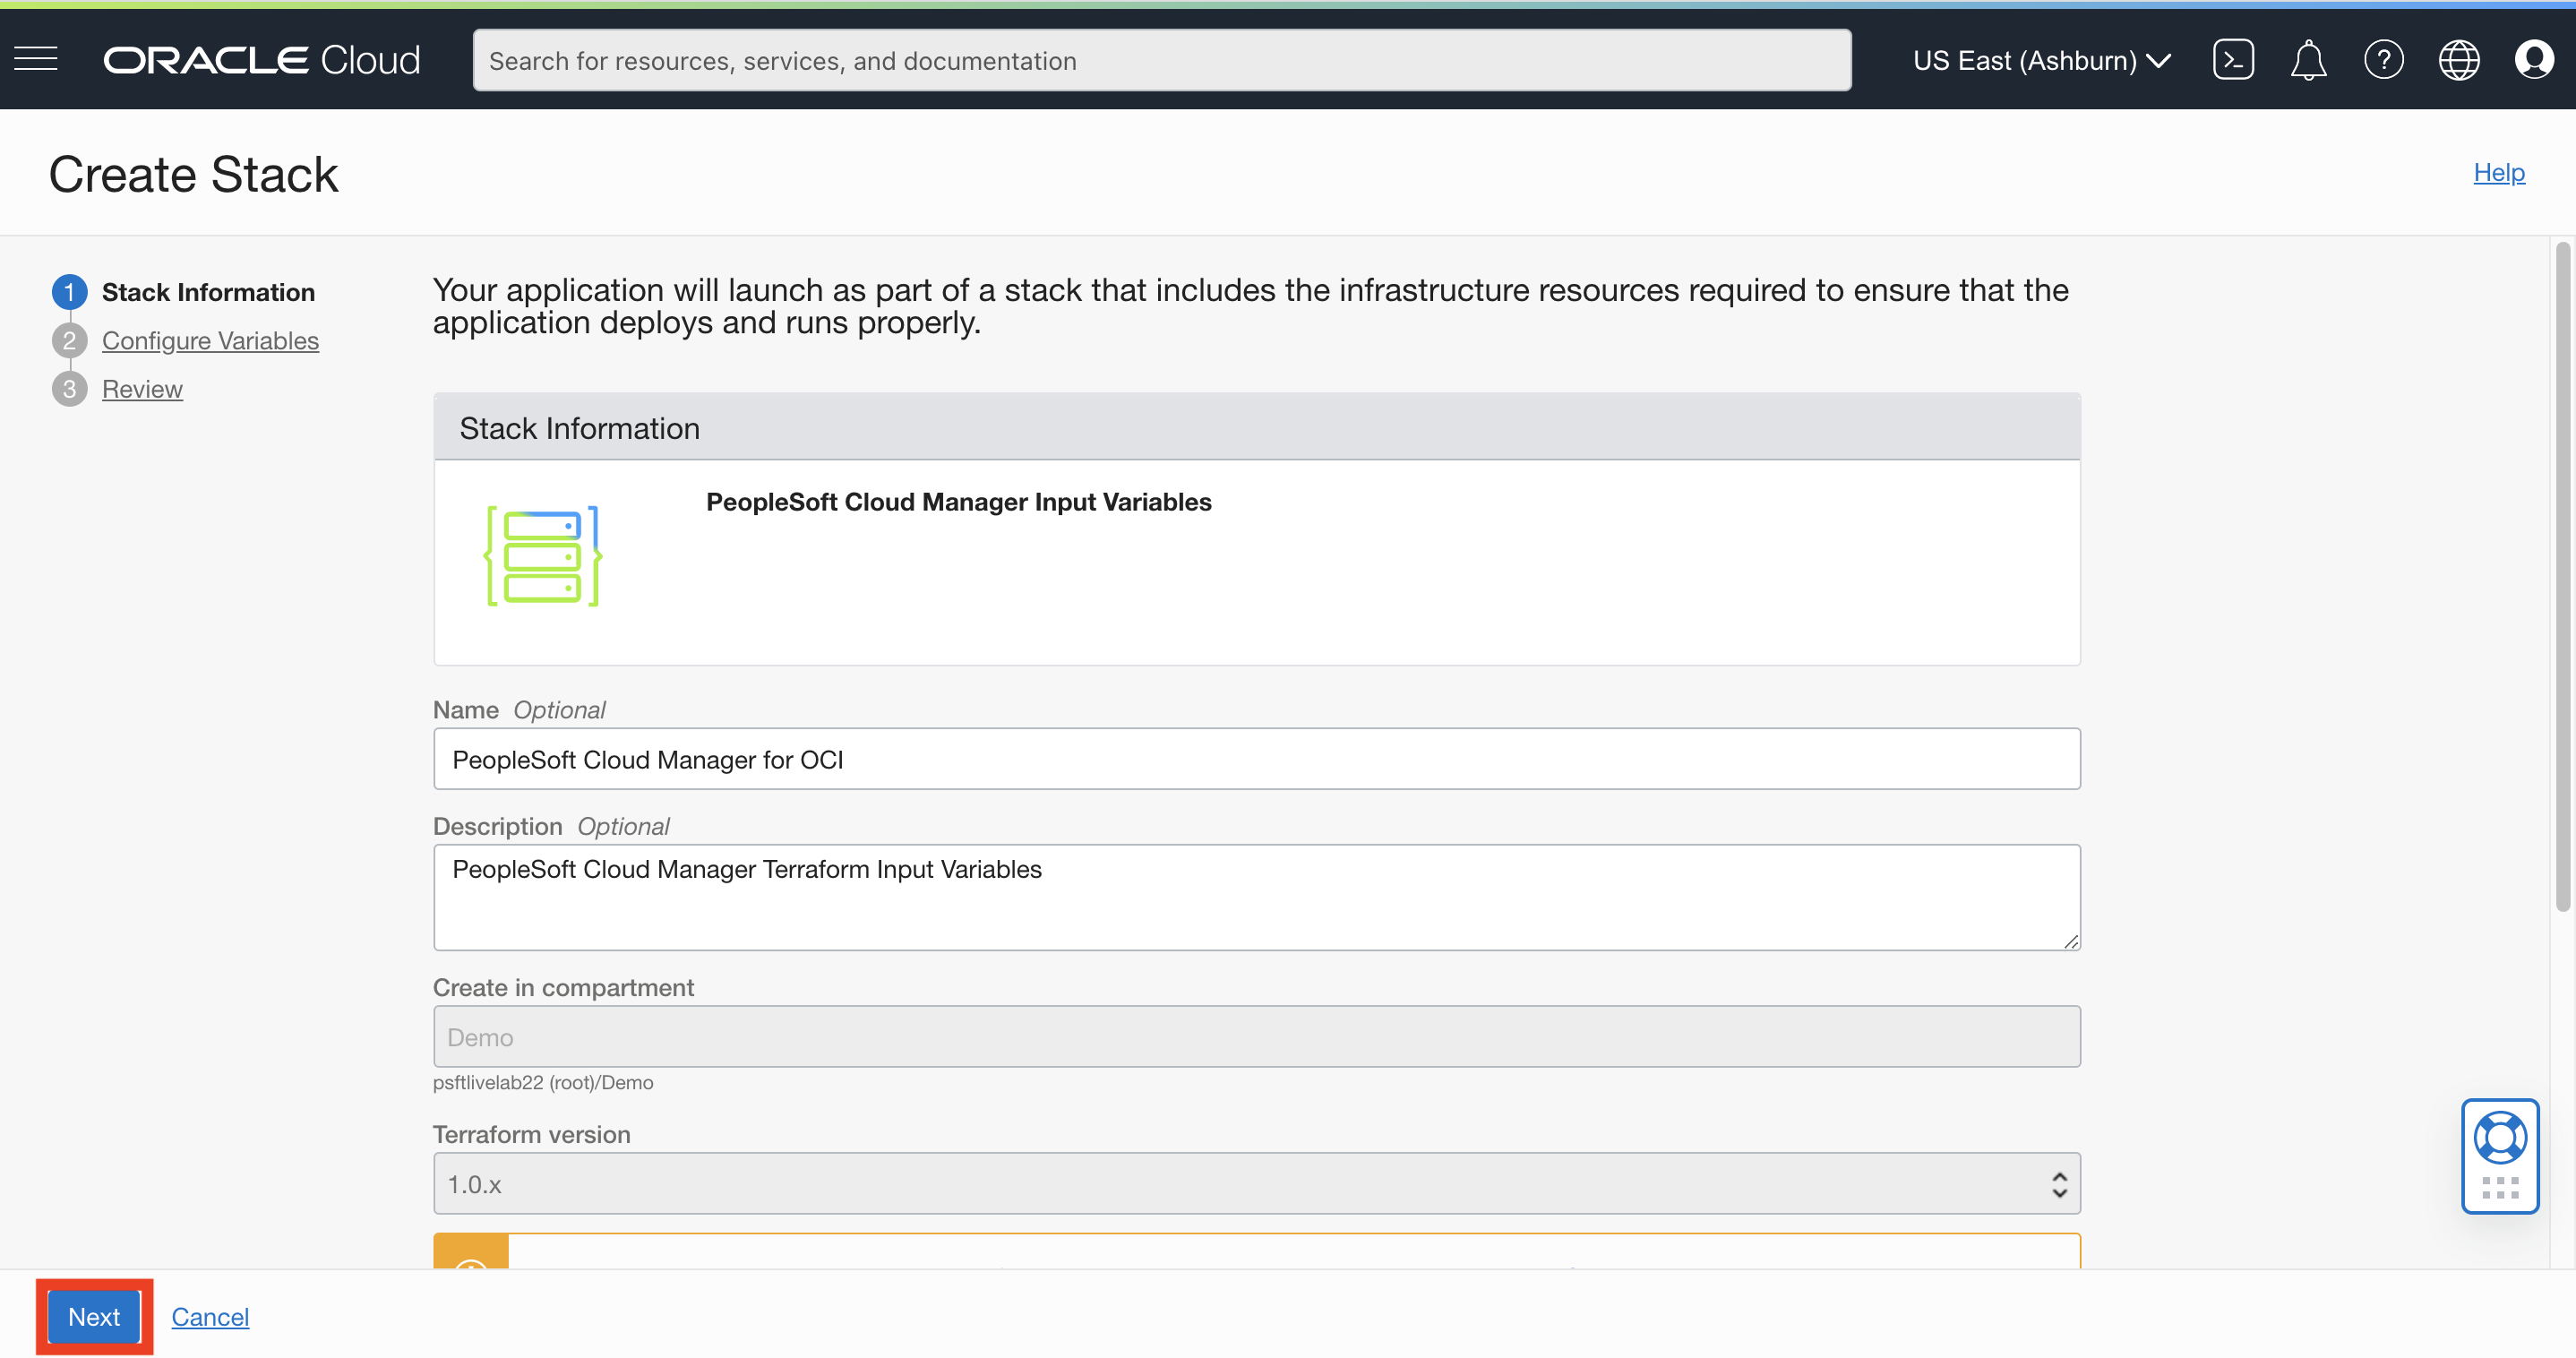 ORACLE Cloud
Search for resources, services, and documentation
US East (Ashburn)
Create Stack
Help
1 Stack Information
2 Configure Variables
3 Review
Your application will launch as part of a stack that includes the infrastructure resources required to ensure that the
application deploys and runs properly.
Stack Information
PeopleSoft Cloud Manager Input Variables
Name Optional
PeopleSoft Cloud Manager for OCI
Description Optional
PeopleSoft Cloud Manager Terraform Input Variables
Create in compartment
Demo
psftlivelab22 (root)/Demo
Terraform version
1.0.x
Next
Cancel